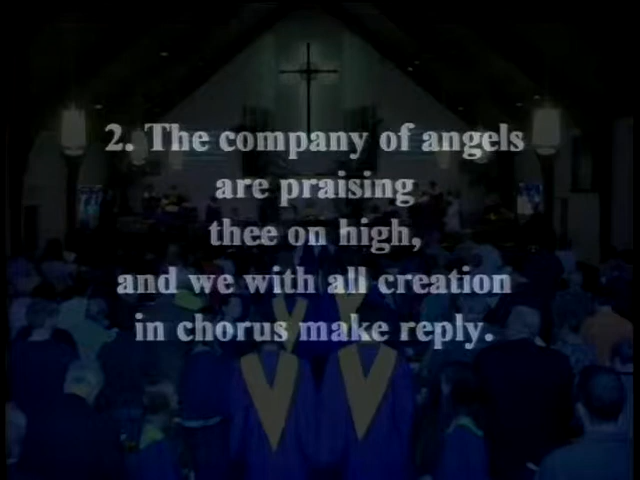 2. The company of angels
are praising
thee on high,
and we with all creation
in chorus make reply.